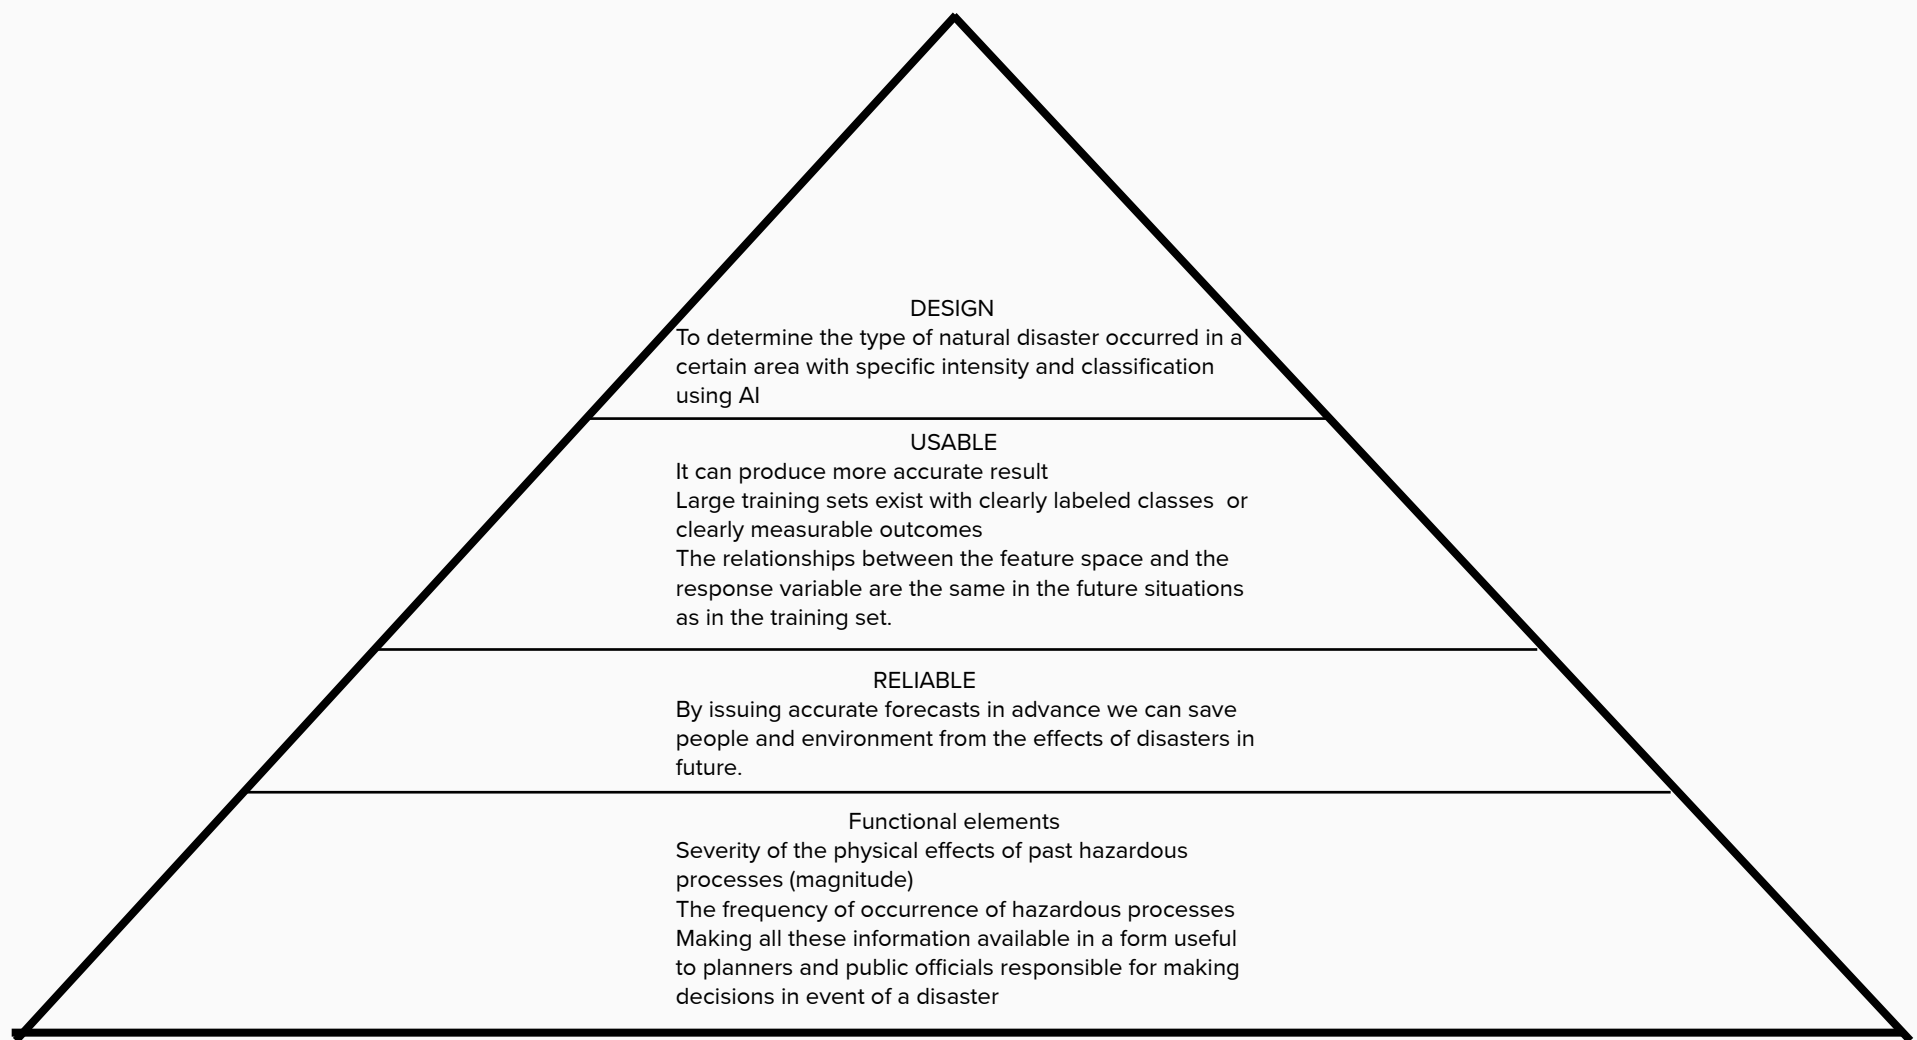 DESIGN
To determine the type of natural disaster occurred in a
certain area with specific intensity and classification
using AI
USABLE
It can produce more accurate result
Large training sets exist with clearly labeled classes  or
clearly measurable outcomes
The relationships between the feature space and the
response variable are the same in the future situations
as in the training set.
RELIABLE
By issuing accurate forecasts in advance we can save
people and environment from the effects of disasters in
future.
Functional elements
Severity of the physical effects of past hazardous
processes (magnitude)
The frequency of occurrence of hazardous processes
Making all these information available in a form useful
to planners and public officials responsible for making
decisions in event of a disaster